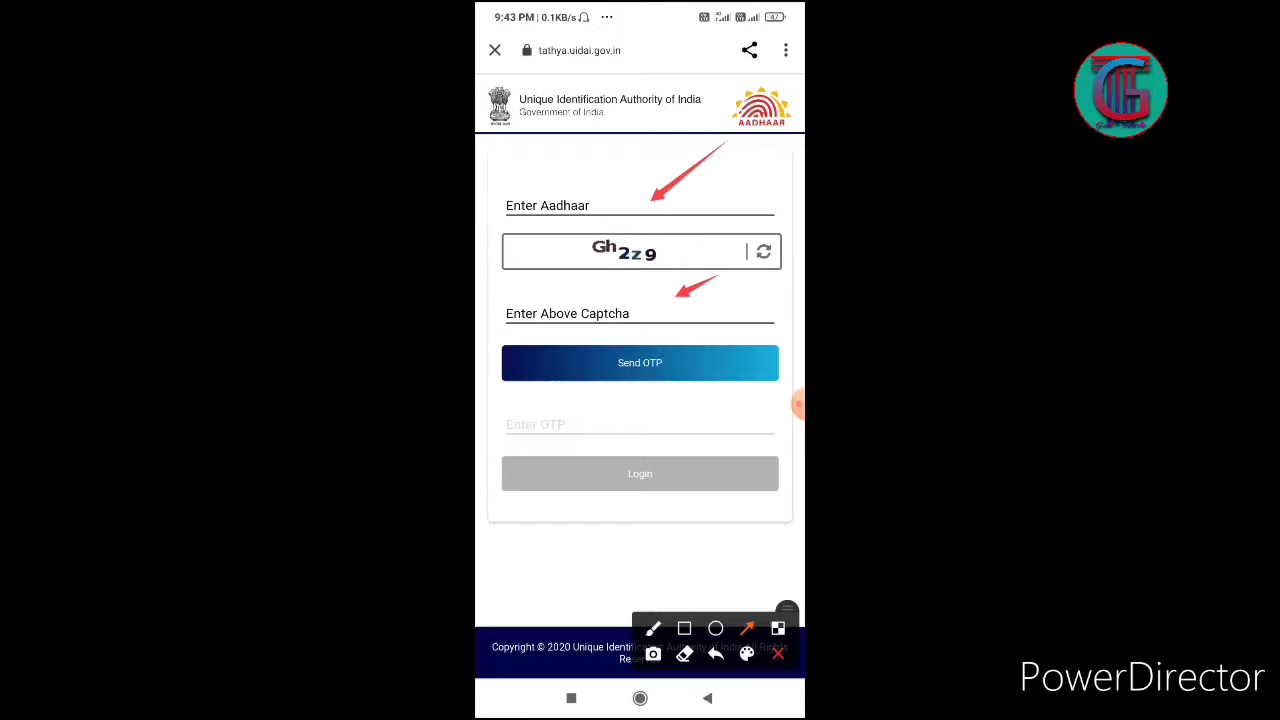 9:43 PM | 0.1KB/s ...
47
tathya.uidai.gov.in
Unique Identification Authority of India
Government of India
AADHAAR
Enter Aadhaar
Gh2z9
Enter Above Captcha
Send OTP
Enter OTP
Login
Copyright © 2020 Unique Identification Authority of India All Rights
PowerDirector